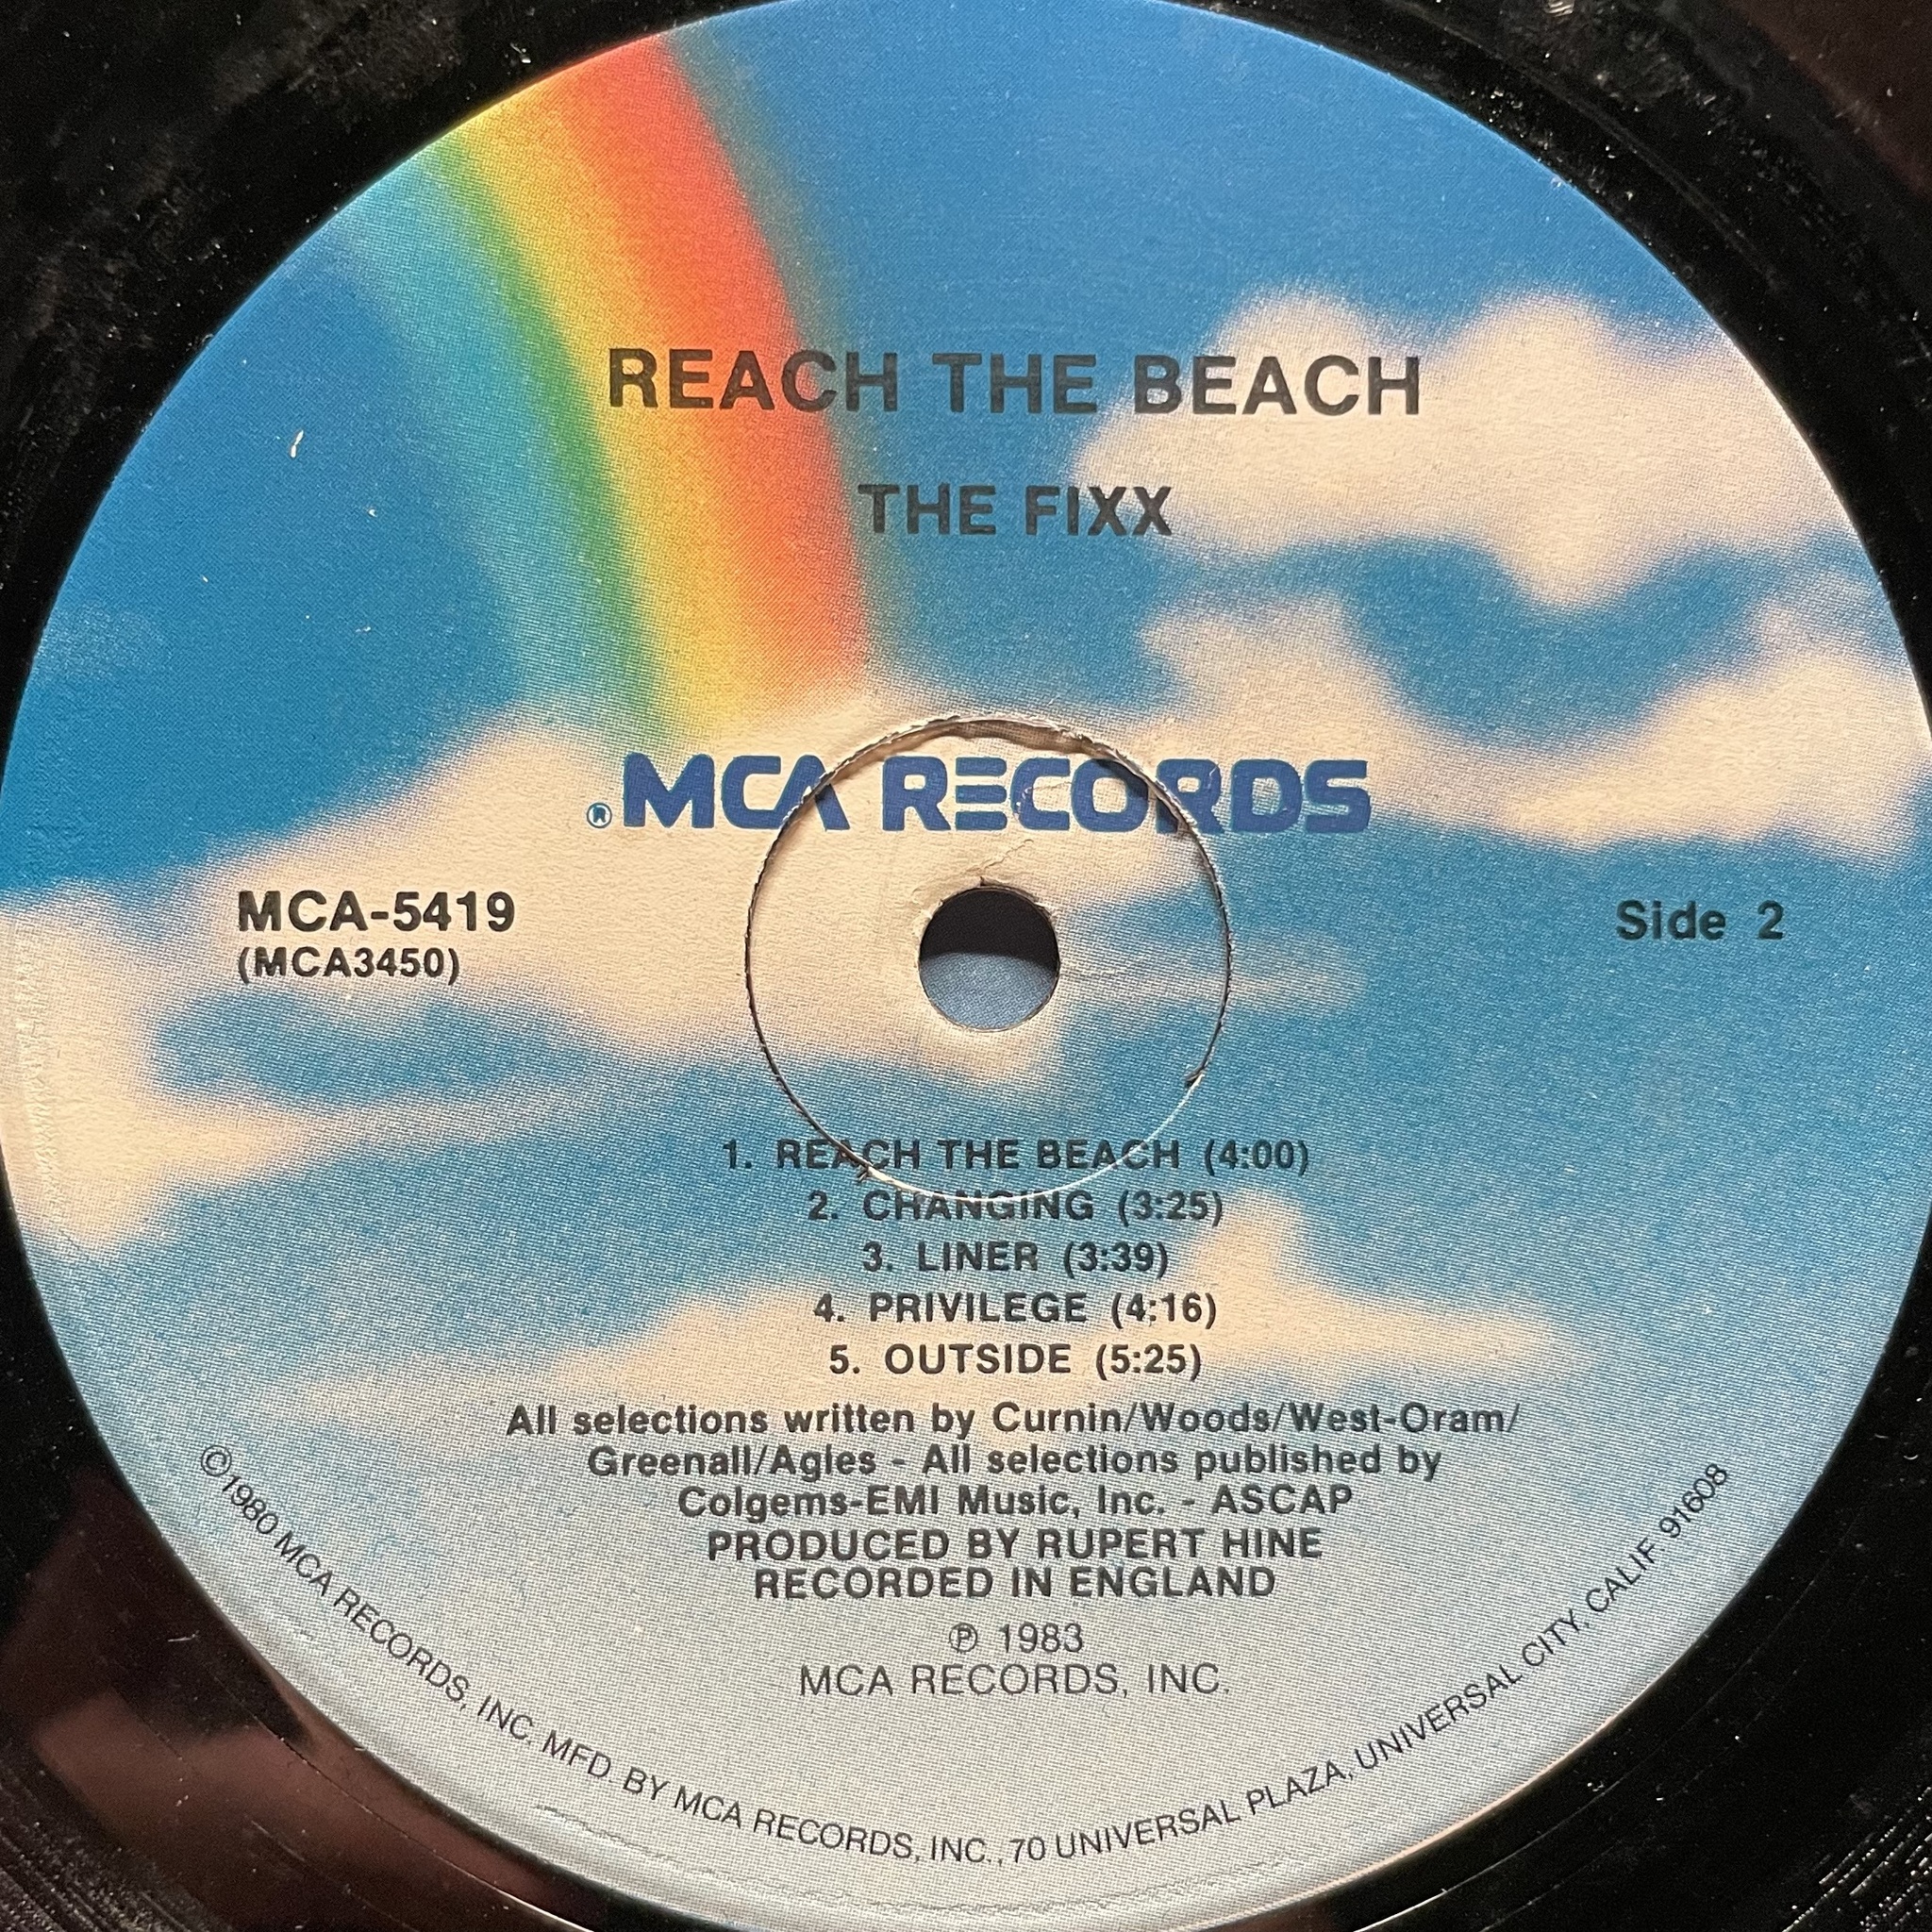 REACH THE BEACH
THE FIXX
® MCA RECORDS
MCA-5419
(MCA3450)
Side 2
1. REACH THE BEACH (4:00)
2. CHANGING (3:25)
3. LINER (3:39)
4. PRIVILEGE (4:16)
5. OUTSIDE (5:25)
All selections written by Curnin/Woods/West-Oram/
Greenall/Agies - All selections published by
Colgems-EMI Music, Inc. - ASCAP
PRODUCED BY RUPERT HINE
RECORDED IN ENGLAND
℗ 1983
MCA RECORDS, INC.
©1980 MCA RECORDS, INC. MFD. BY MCA RECORDS, INC., 70 UNIVERSAL PLAZA, UNIVERSAL CITY, CALIF. 91608